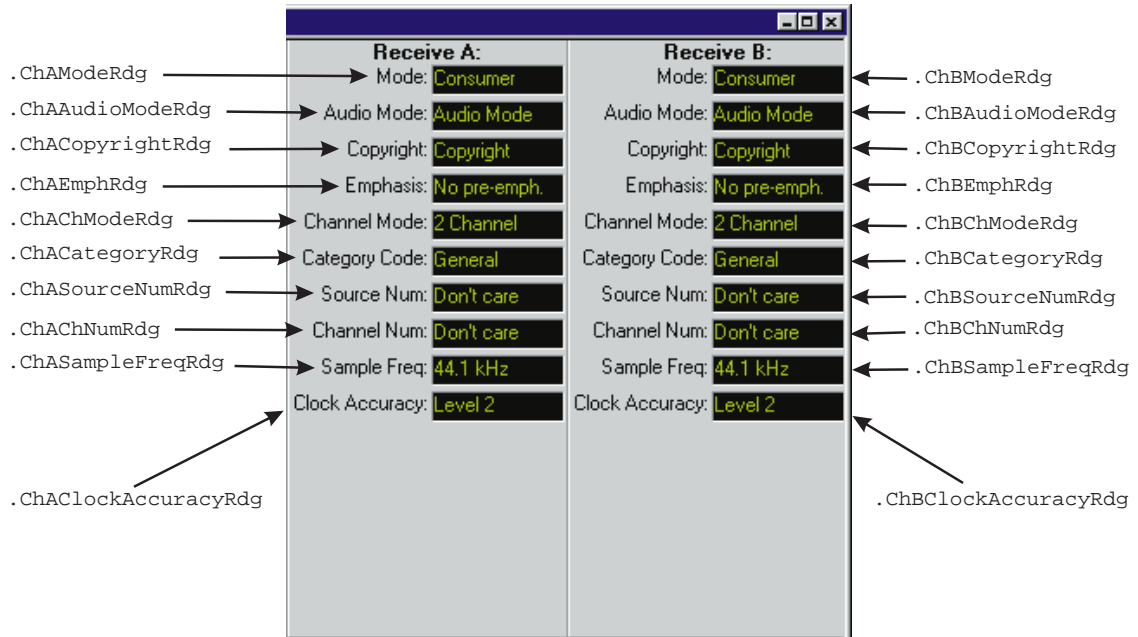 Receive A: Receive B:
.ChAModeRdg Mode: Consumer Mode: Consumer .ChBModeRdg
.ChAAudioModeRdg Audio Mode: Audio Mode Audio Mode: Audio Mode .ChBAudioModeRdg
.ChACopyrightRdg Copyright: Copyright Copyright: Copyright .ChBCopyrightRdg
.ChAEmphRdg Emphasis: No pre-emph. Emphasis: No pre-emph. .ChBEmphRdg
.ChAChModeRdg Channel Mode: 2 Channel Channel Mode: 2 Channel .ChBChModeRdg
.ChACategoryRdg Category Code: General Category Code: General .ChBCategoryRdg
.ChASourceNumRdg Source Num: Don't care Source Num: Don't care .ChBSourceNumRdg
.ChAChNumRdg Channel Num: Don't care Channel Num: Don't care .ChBChNumRdg
.ChASampleFreqRdg Sample Freq: 44.1 kHz Sample Freq: 44.1 kHz .ChBSampleFreqRdg
Clock Accuracy: Level 2 Clock Accuracy: Level 2
.ChAClockAccuracyRdg .ChBClockAccuracyRdg